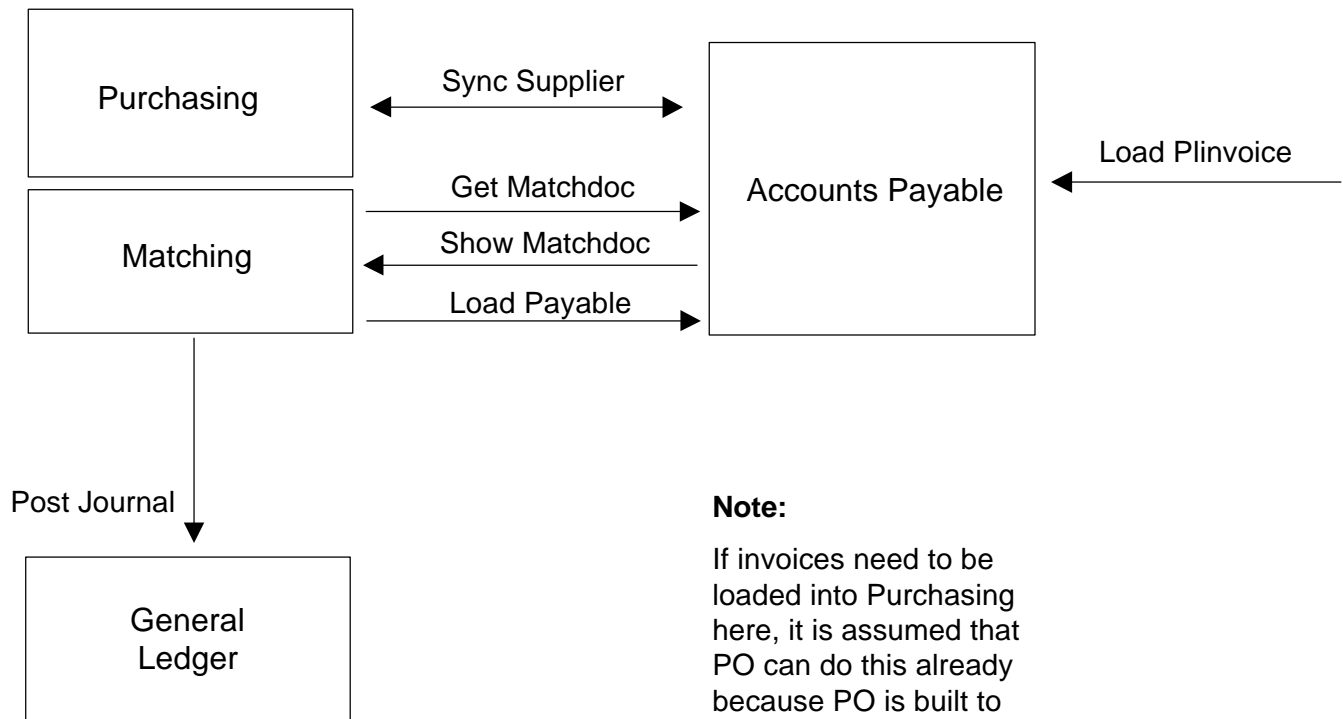 Purchasing
Sync Supplier
Load Plinvoice
Get Matchdoc
Accounts Payable
Show Matchdoc
Matching
Load Payable
Post Journal
General
Ledger
Note:
If invoices need to be
loaded into Purchasing
here, it is assumed that
PO can do this already
because PO is built to